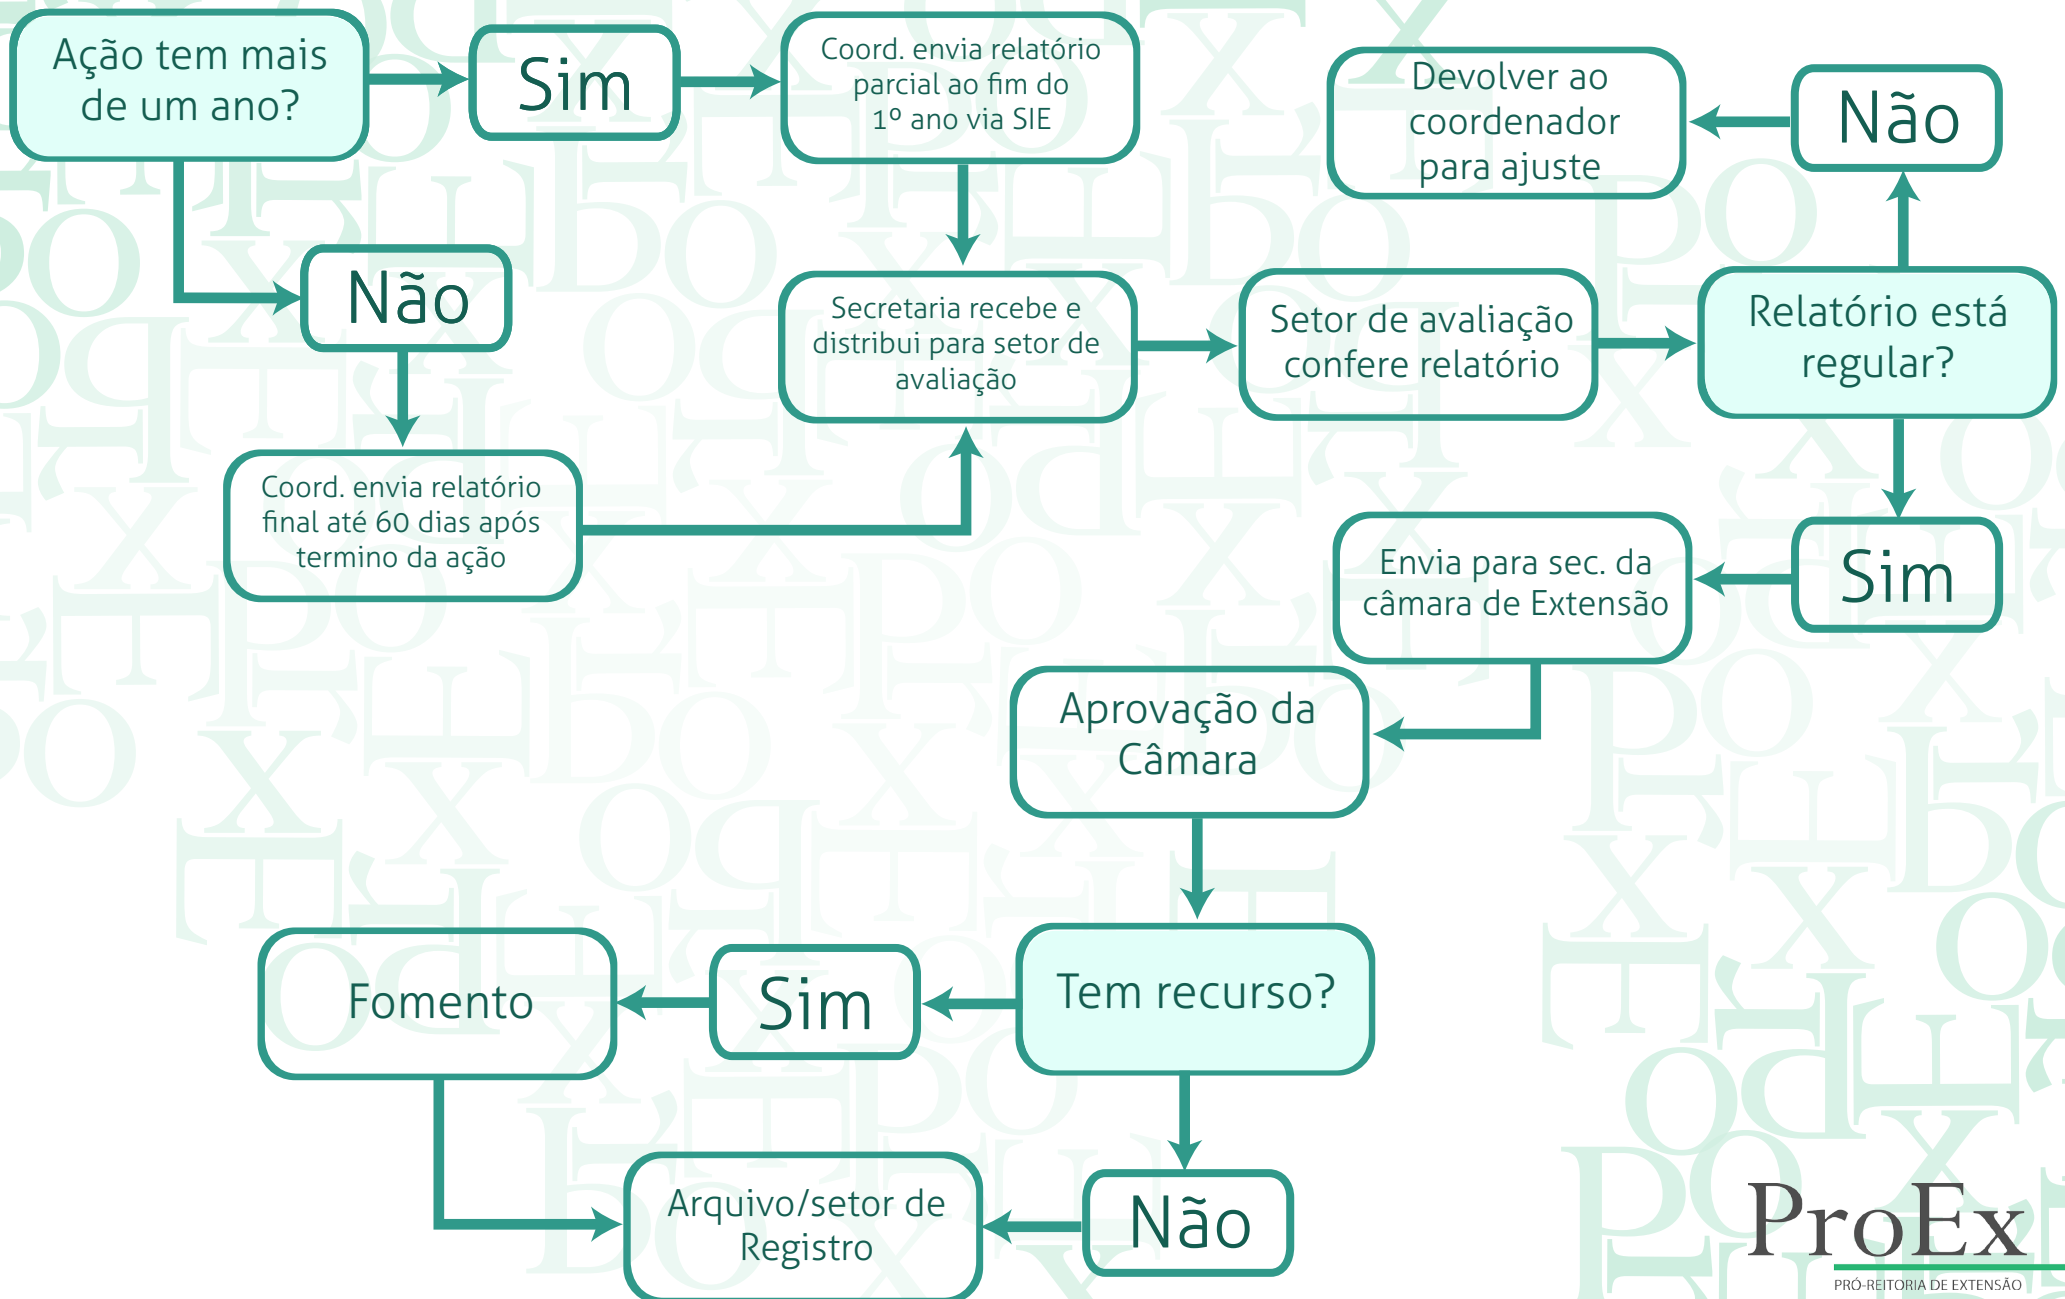 Ação tem mais
de um ano?
Sim
Coord. envia relatório
parcial ao fim do
1º ano via SIE
Devolver ao
coordenador
para ajuste
Não
Não
Secretaria recebe e
distribui para setor de
avaliação
Setor de avaliação
confere relatório
Relatório está
regular?
Coord. envia relatório
final até 60 dias após
termino da ação
Envia para sec. da
câmara de Extensão
Sim
Aprovação da
Câmara
Fomento
Sim
Tem recurso?
Arquivo/setor de
Registro
Não
ProEx
PRÓ-REITORIA DE EXTENSÃO